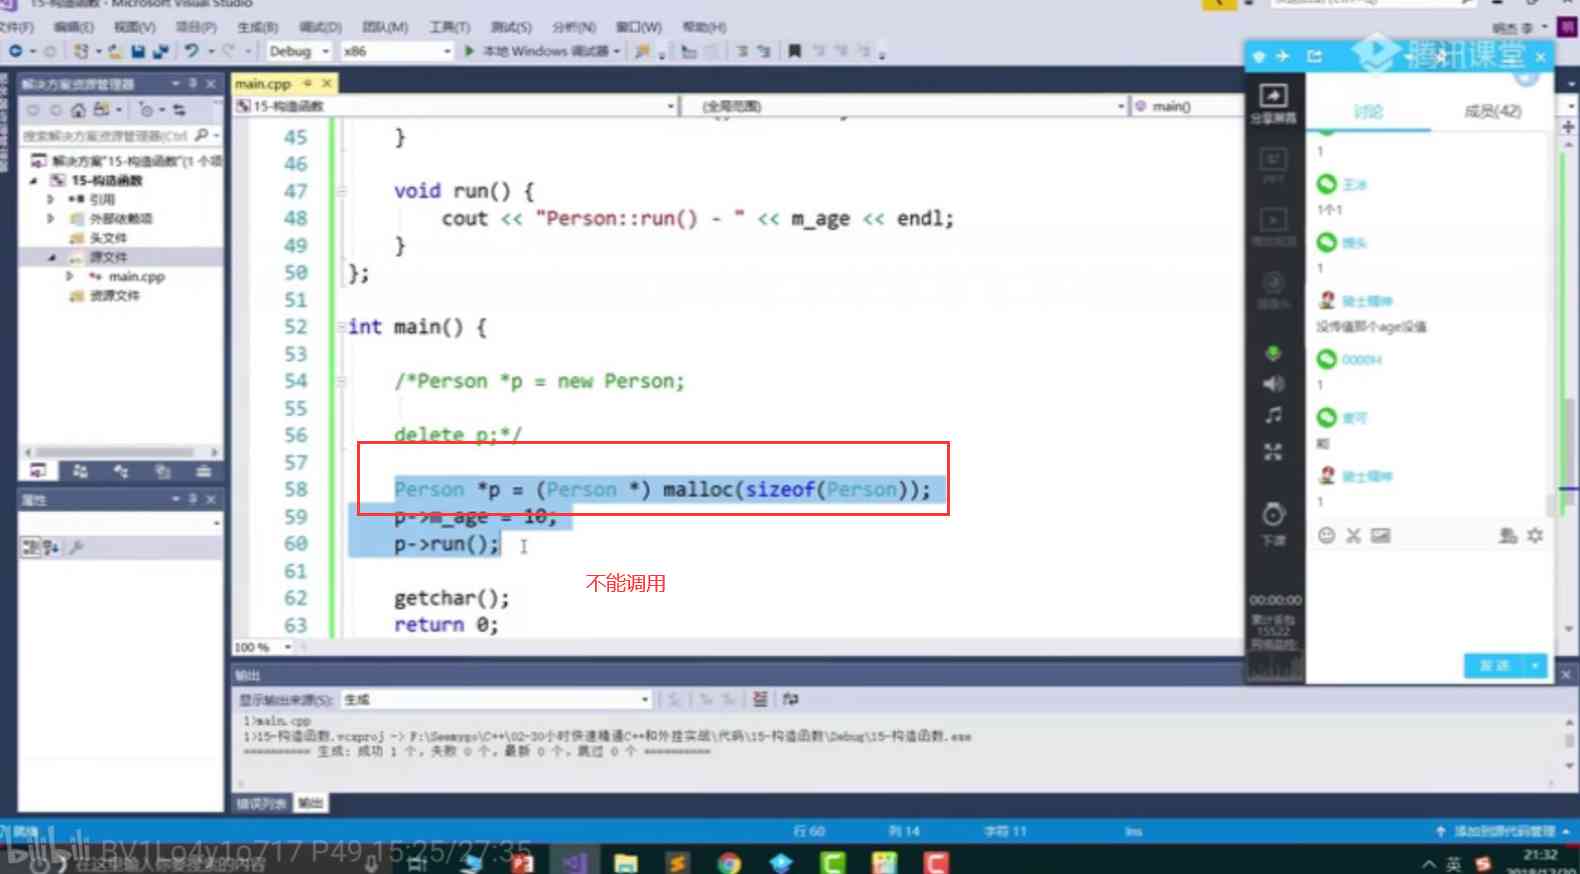 15-构造函数 - Microsoft Visual Studio
文件(F) 编辑(E) 视图(V) 项目(P) 生成(B) 调试(D) 团队(M) 工具(T) 测试(S) 分析(N) 窗口(W) 帮助(H)
Debug x86 本地 Windows 调试器
解决方案资源管理器
搜索解决方案资源管理器(Ctrl
解决方案"15-构造函数"(1 个项
15-构造函数
引用
外部依赖项
头文件
源文件
main.cpp
资源文件
属性
main.cpp
15-构造函数 (全局范围) main()
45 }
46
47 void run() {
48 cout << "Person::run() - " << m_age << endl;
49 }
50 };
51
52 int main() {
53
54 /*Person *p = new Person;
55
56 delete p;*/
57
58 Person *p = (Person *) malloc(sizeof(Person));
59 p->m_age = 10;
60 p->run();
61
62 getchar();
63 return 0;
不能调用
100 %
输出
显示输出来源(S): 生成
1>main.cpp
1>15-构造函数.vcxproj -> F:\Seemygo\C++\02-30小时快速精通C++和外挂实战\代码\15-构造函数\Debug\15-构造函数.exe
========== 生成: 成功 1 个，失败 0 个，最新 0 个，跳过 0 个 ==========
错误列表 输出
行 60 列 14 字符 11 Ins 添加到源代码管理
腾讯课堂
分享屏幕
讨论 成员(42)
1
王冰
1个1
馒头
1
骑士精神
没传值那个age没值
0000H
1
麦可
和
骑士精神
1
下课
00:00:00
15522
发送
bilibili BV1Lo4y1o717 P49 15:25/27:35
在这里输入你要搜索的内容
英
21:32